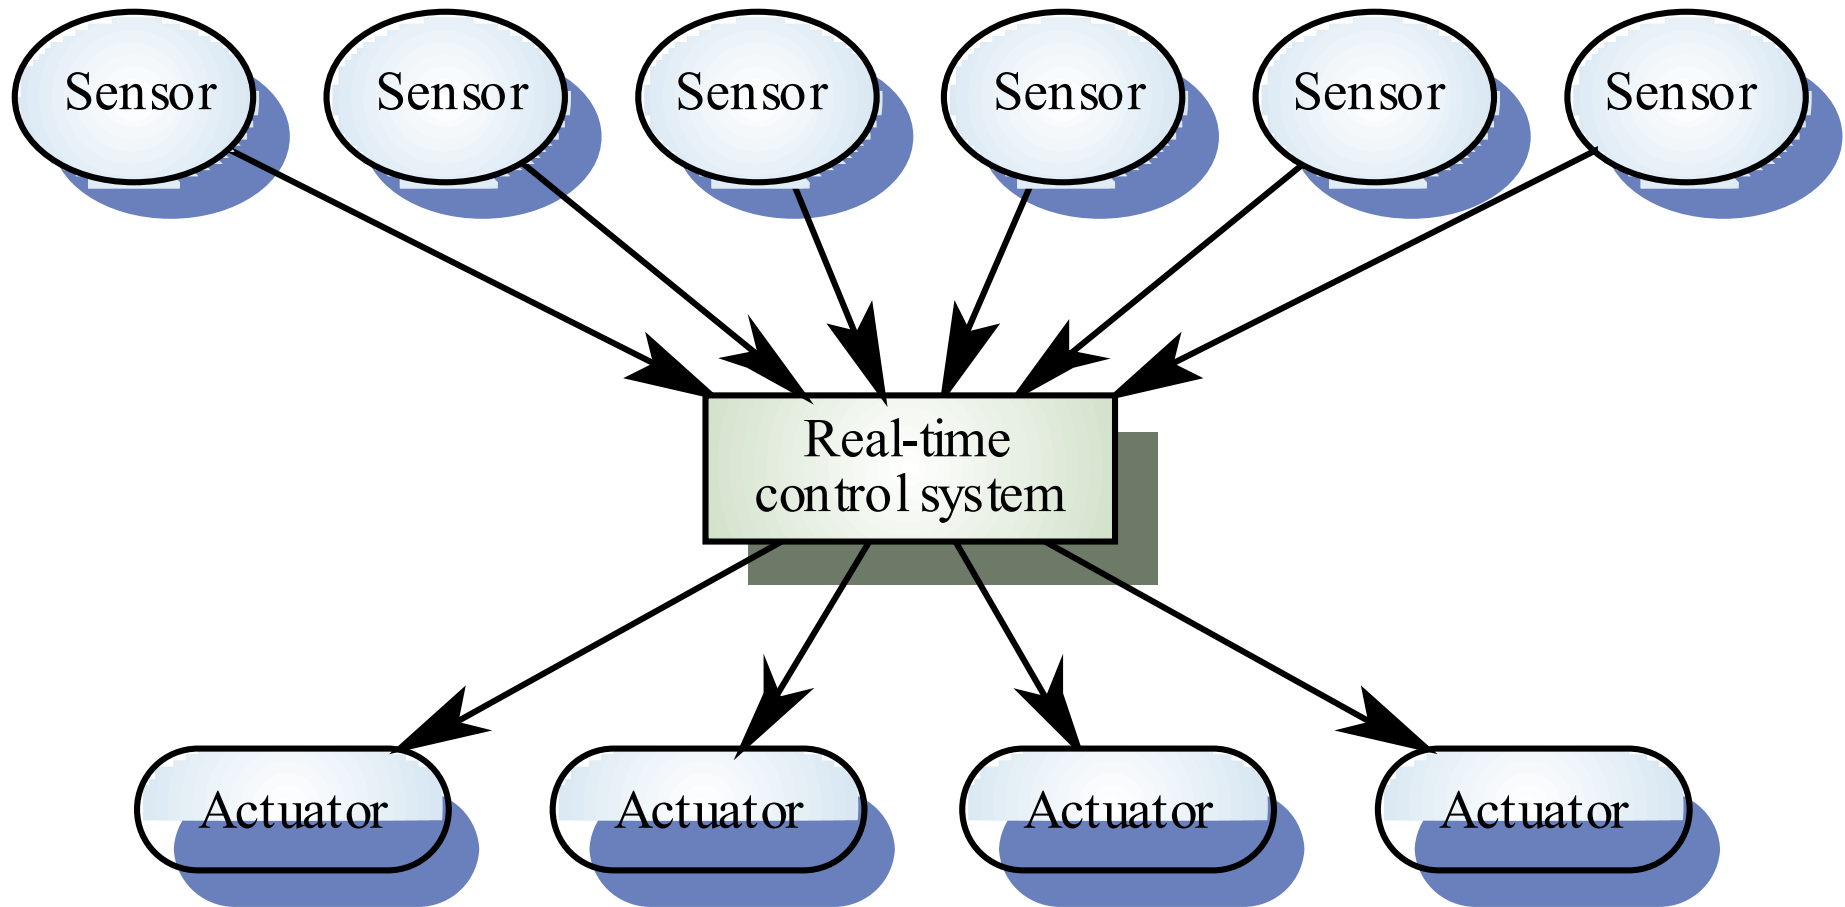 Sensor Sensor Sensor Sensor Sensor Sensor
Real-time
control system
Actuator Actuator Actuator Actuator